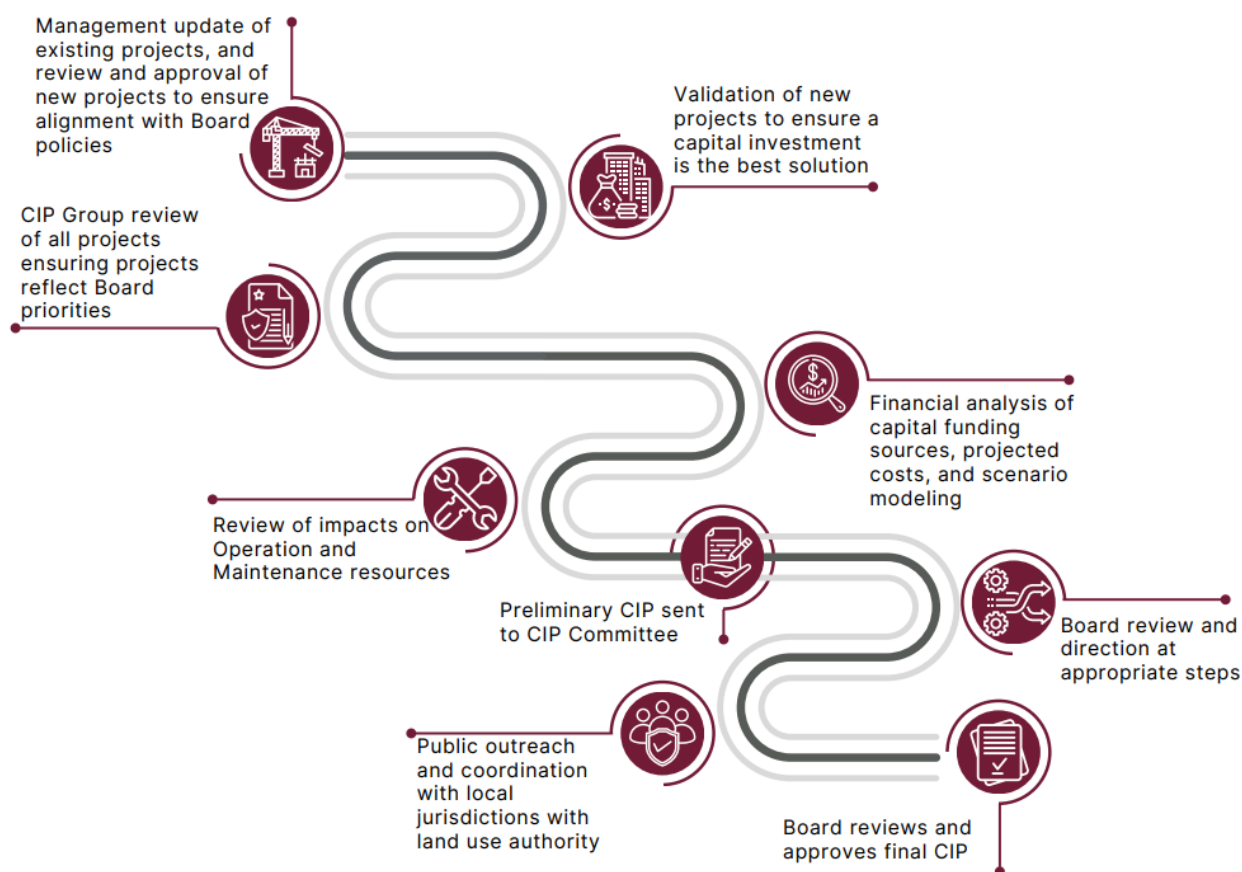 Management update of
existing projects, and
review and approval of
new projects to ensure
alignment with Board
policies
Validation of new
projects to ensure a
capital investment
is the best solution
CIP Group review
of all projects
ensuring projects
reflect Board
priorities
Financial analysis of
capital funding
sources, projected
costs, and scenario
modeling
Review of impacts on
Operation and
Maintenance resources
Preliminary CIP sent
to CIP Committee
Board review and
direction at
appropriate steps
Public outreach
and coordination
with local
jurisdictions with
land use authority
Board reviews and
approves final CIP